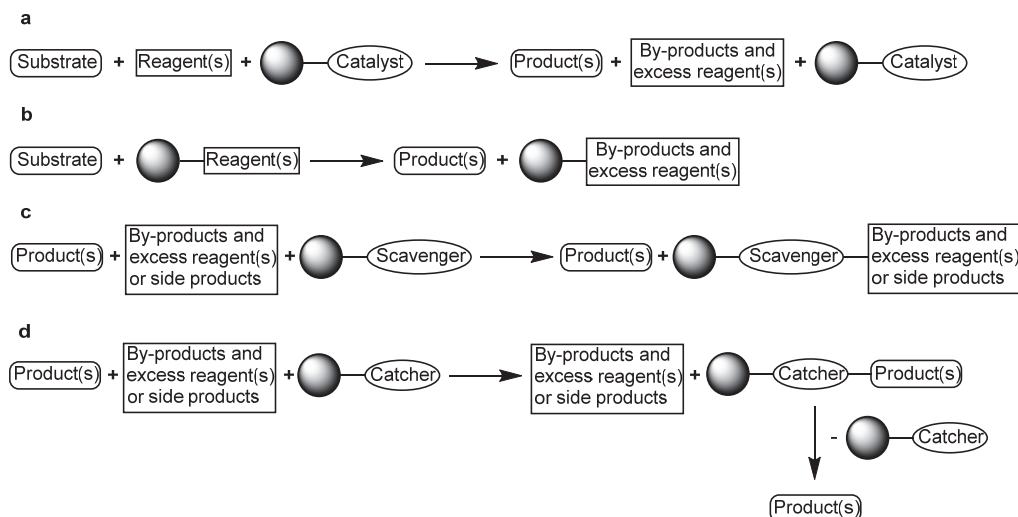 a
Substrate + Reagent(s) + Catalyst Product(s) + By-products and excess reagent(s) + Catalyst
b
Substrate + Reagent(s) Product(s) + By-products and excess reagent(s)
c
Product(s) + By-products and excess reagent(s) or side products + Scavenger Product(s) + Scavenger By-products and excess reagent(s) or side products
d
Product(s) + By-products and excess reagent(s) or side products + Catcher By-products and excess reagent(s) or side products + Catcher Product(s)
- Catcher
Product(s)